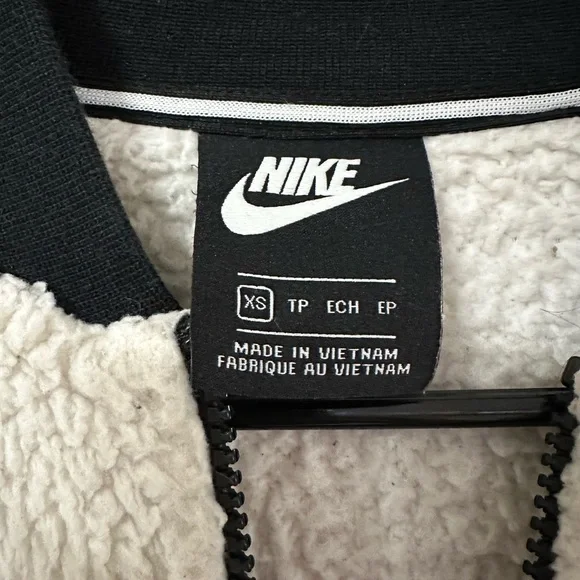 NIKE
XS TP ECH EP
MADE IN VIETNAM
FABRIQUE AU VIETNAM